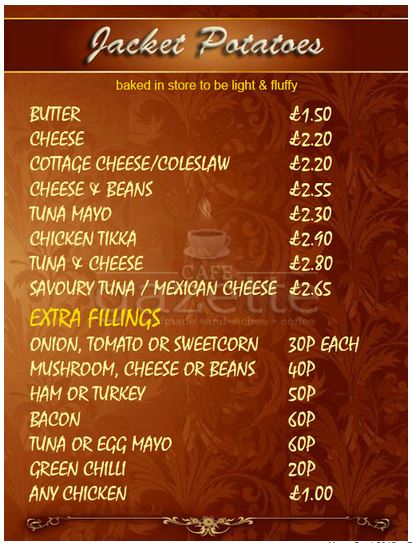 Jacket Potatoes
baked in store to be light & fluffy
BUTTER £1.50
CHEESE £2.20
COTTAGE CHEESE/COLESLAW £2.20
CHEESE & BEANS £2.55
TUNA MAYO £2.30
CHICKEN TIKKA £2.90
TUNA & CHEESE £2.80
SAVOURY TUNA / MEXICAN CHEESE £2.65
CAFE
Gazette
handmade sandwiches + coffee
EXTRA FILLINGS
ONION, TOMATO OR SWEETCORN 30P EACH
MUSHROOM, CHEESE OR BEANS 40P
HAM OR TURKEY 50P
BACON 60P
TUNA OR EGG MAYO 60P
GREEN CHILLI 20P
ANY CHICKEN £1.00